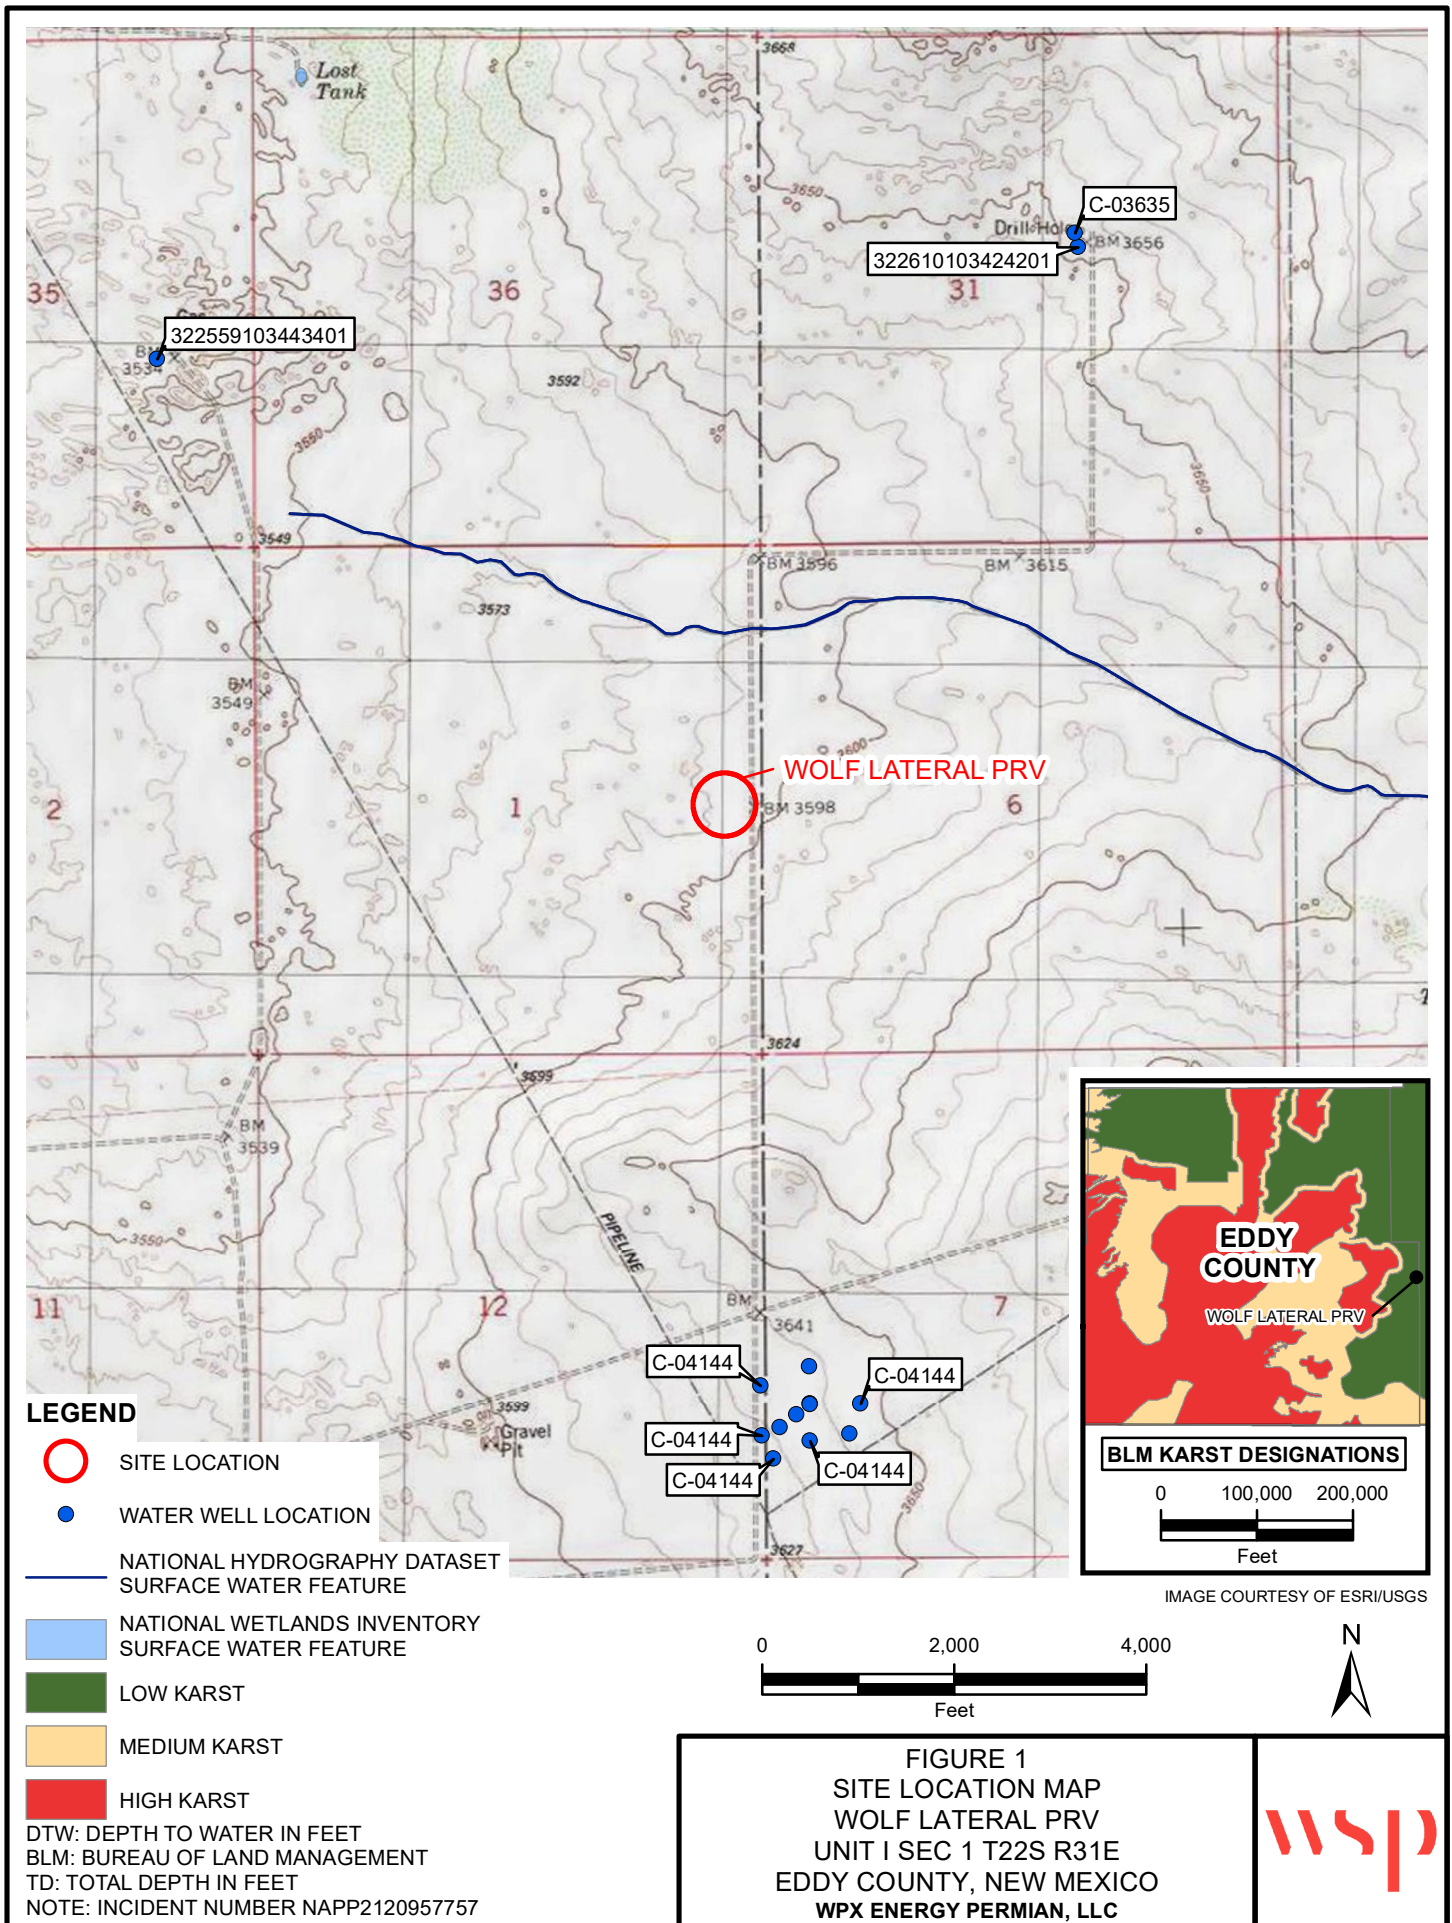 3668
Lost
Tank
3650
C-03635
Drill Hole
BM 3656
322610103424201
35
36
31
322559103443401
BM
3592
3550
3650
3549
BM 3596
BM 3615
3573
BM
3549
3600
WOLF LATERAL PRV
2
1
BM 3598
6
3624
3599
BM
3539
3550
PIPELINE
11
12
7
BM
3641
C-04144
C-04144
3599
Gravel
Pit
C-04144
C-04144
C-04144
3650
3627
EDDY
COUNTY
WOLF LATERAL PRV
BLM KARST DESIGNATIONS
0 100,000 200,000
Feet
IMAGE COURTESY OF ESRI/USGS
LEGEND
SITE LOCATION
WATER WELL LOCATION
NATIONAL HYDROGRAPHY DATASET
SURFACE WATER FEATURE
NATIONAL WETLANDS INVENTORY
SURFACE WATER FEATURE
LOW KARST
MEDIUM KARST
HIGH KARST
DTW: DEPTH TO WATER IN FEET
BLM: BUREAU OF LAND MANAGEMENT
TD: TOTAL DEPTH IN FEET
NOTE: INCIDENT NUMBER NAPP2120957757
0 2,000 4,000
Feet
N
FIGURE 1
SITE LOCATION MAP
WOLF LATERAL PRV
UNIT I SEC 1 T22S R31E
EDDY COUNTY, NEW MEXICO
WPX ENERGY PERMIAN, LLC
wsp